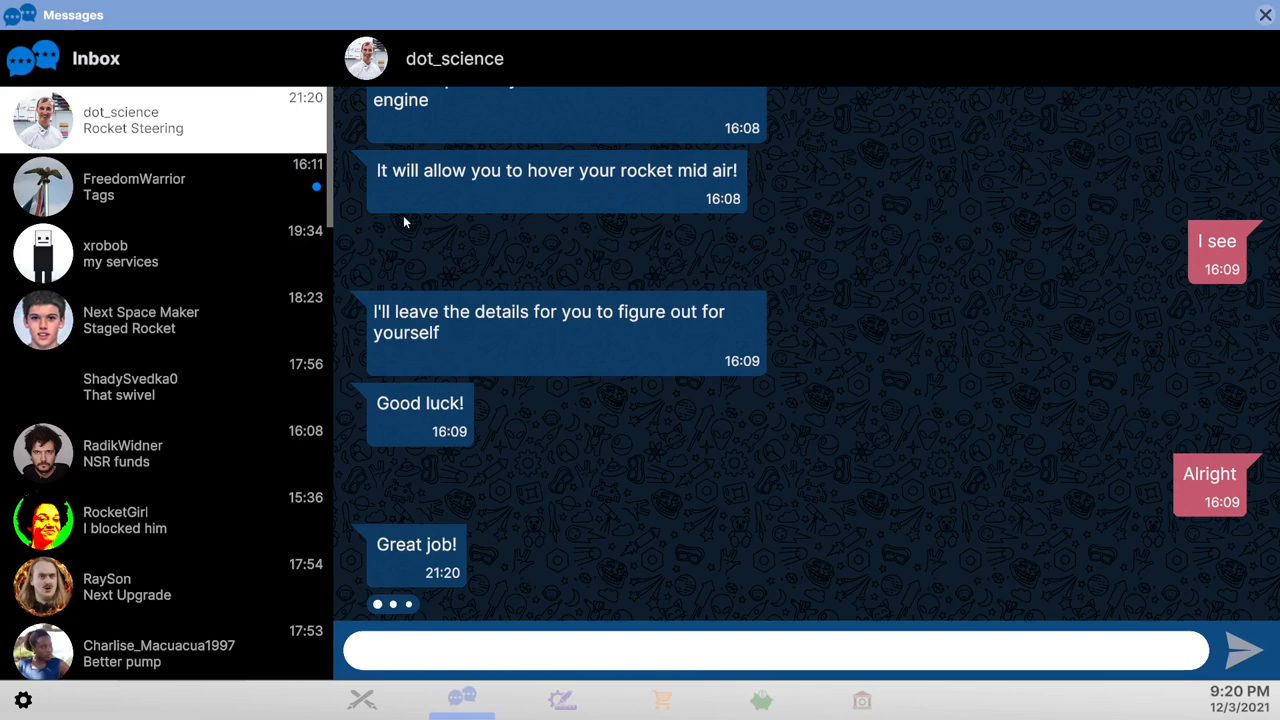 Messages
Inbox
dot_science
21:20
dot_science
Rocket Steering
16:11
FreedomWarrior
Tags
19:34
xrobob
my services
18:23
Next Space Maker
Staged Rocket
17:56
ShadySvedka0
That swivel
16:08
RadikWidner
NSR funds
15:36
RocketGirl
I blocked him
17:54
RaySon
Next Upgrade
17:53
Charlise_Macuacua1997
Better pump
engine
16:08
It will allow you to hover your rocket mid air!
16:08
I see
16:09
I'll leave the details for you to figure out for
yourself
16:09
Good luck!
16:09
Alright
16:09
Great job!
21:20
9:20 PM
12/3/2021